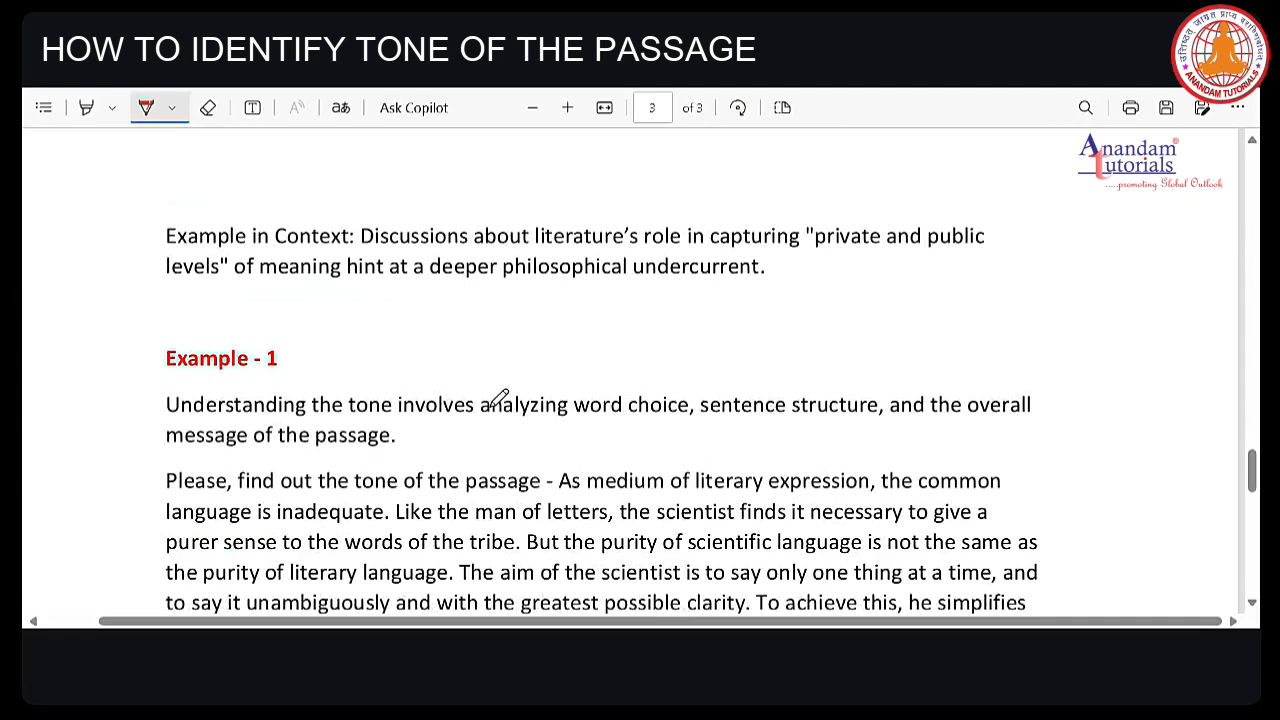 HOW TO IDENTIFY TONE OF THE PASSAGE
Ask Copilot
3 of 3
ANANDAM TUTORIALS
Anandam
tutorials
.....promoting Global Outlook
Example in Context: Discussions about literature’s role in capturing "private and public
levels" of meaning hint at a deeper philosophical undercurrent.
Example - 1
Understanding the tone involves analyzing word choice, sentence structure, and the overall
message of the passage.
Please, find out the tone of the passage - As medium of literary expression, the common
language is inadequate. Like the man of letters, the scientist finds it necessary to give a
purer sense to the words of the tribe. But the purity of scientific language is not the same as
the purity of literary language. The aim of the scientist is to say only one thing at a time, and
to say it unambiguously and with the greatest possible clarity. To achieve this, he simplifies